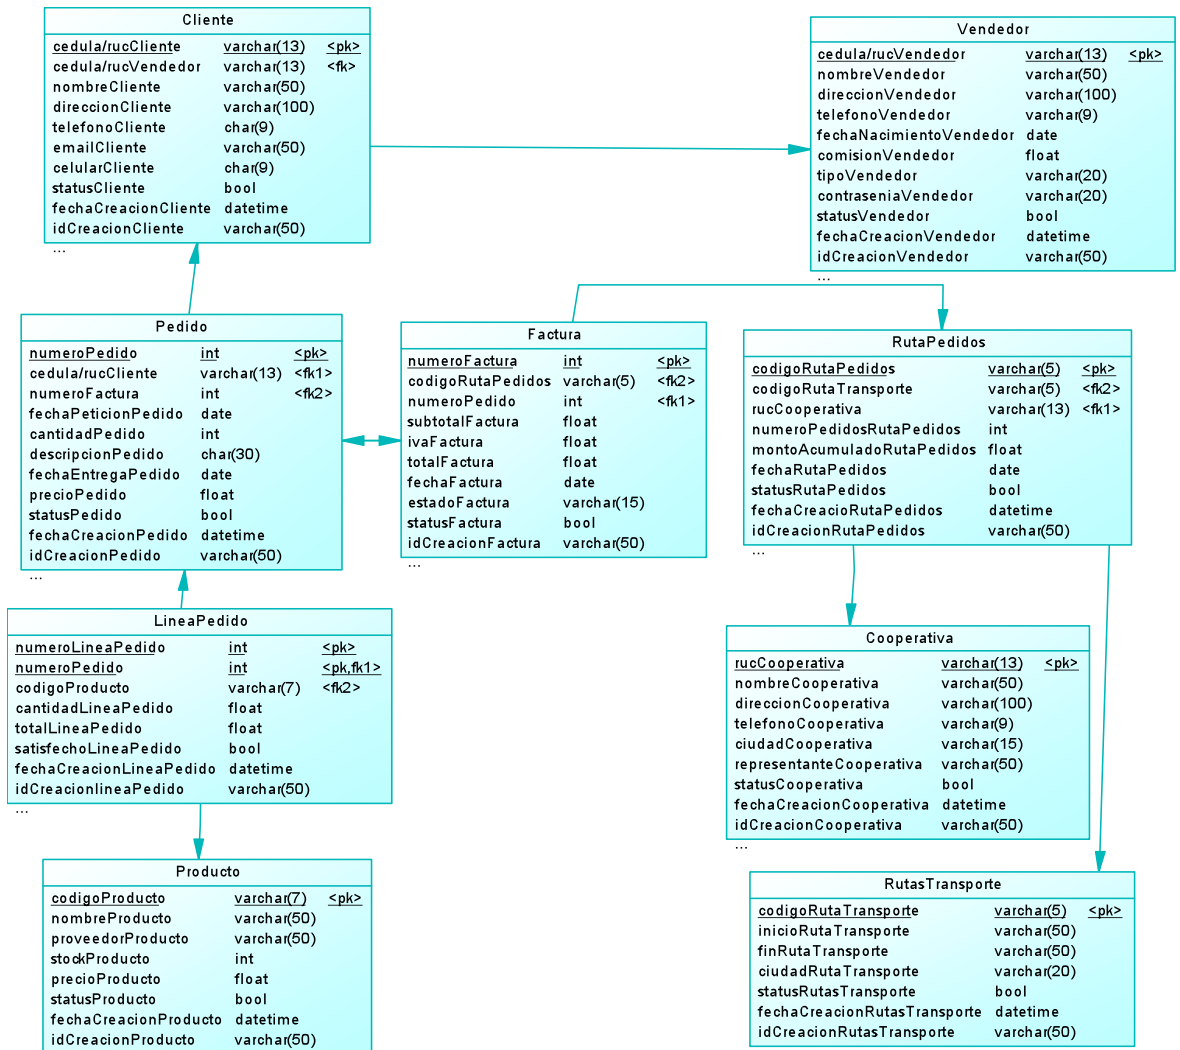 Cliente
cedula/rucCliente varchar(13) <pk>
cedula/rucVendedor varchar(13) <fk>
nombreCliente varchar(50)
direccionCliente varchar(100)
telefonoCliente char(9)
emailCliente varchar(50)
celularCliente char(9)
statusCliente bool
fechaCreacionCliente datetime
idCreacionCliente varchar(50)
...
Vendedor
cedula/rucVendedor varchar(13) <pk>
nombreVendedor varchar(50)
direccionVendedor varchar(100)
telefonoVendedor varchar(9)
fechaNacimientoVendedor date
comisionVendedor float
tipoVendedor varchar(20)
contraseniaVendedor varchar(20)
statusVendedor bool
fechaCreacionVendedor datetime
idCreacionVendedor varchar(50)
...
Pedido
numeroPedido int <pk>
cedula/rucCliente varchar(13) <fk1>
numeroFactura int <fk2>
fechaPeticionPedido date
cantidadPedido int
descripcionPedido char(30)
fechaEntregaPedido date
precioPedido float
statusPedido bool
fechaCreacionPedido datetime
idCreacionPedido varchar(50)
...
Factura
numeroFactura int <pk>
codigoRutaPedidos varchar(5) <fk2>
numeroPedido int <fk1>
subtotalFactura float
ivaFactura float
totalFactura float
fechaFactura date
estadoFactura varchar(15)
statusFactura bool
idCreacionFactura varchar(50)
...
RutaPedidos
codigoRutaPedidos varchar(5) <pk>
codigoRutaTransporte varchar(5) <fk2>
rucCooperativa varchar(13) <fk1>
numeroPedidosRutaPedidos int
montoAcumuladoRutaPedidos float
fechaRutaPedidos date
statusRutaPedidos bool
fechaCreacioRutaPedidos datetime
idCreacionRutaPedidos varchar(50)
...
LineaPedido
numeroLineaPedido int <pk>
numeroPedido int <pk,fk1>
codigoProducto varchar(7) <fk2>
cantidadLineaPedido float
totalLineaPedido float
satisfechoLineaPedido bool
fechaCreacionLineaPedido datetime
idCreacionlineaPedido varchar(50)
...
Cooperativa
rucCooperativa varchar(13) <pk>
nombreCooperativa varchar(50)
direccionCooperativa varchar(100)
telefonoCooperativa varchar(9)
ciudadCooperativa varchar(15)
representanteCooperativa varchar(50)
statusCooperativa bool
fechaCreacionCooperativa datetime
idCreacionCooperativa varchar(50)
...
Producto
codigoProducto varchar(7) <pk>
nombreProducto varchar(50)
proveedorProducto varchar(50)
stockProducto int
precioProducto float
statusProducto bool
fechaCreacionProducto datetime
idCreacionProducto varchar(50)
RutasTransporte
codigoRutaTransporte varchar(5) <pk>
inicioRutaTransporte varchar(50)
finRutaTransporte varchar(50)
ciudadRutaTransporte varchar(20)
statusRutasTransporte bool
fechaCreacionRutasTransporte datetime
idCreacionRutasTransporte varchar(50)